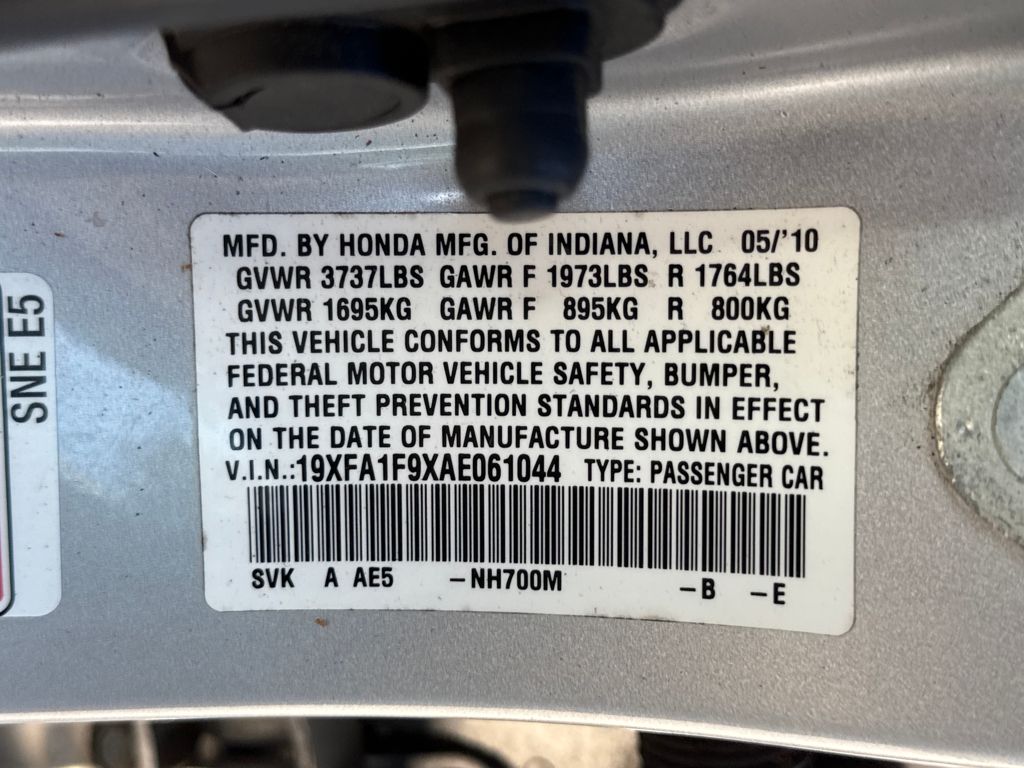 MFD. BY HONDA MFG. OF INDIANA, LLC 05/'10
GVWR 3737LBS GAWR F 1973LBS R 1764LBS
GVWR 1695KG GAWR F 895KG R 800KG
THIS VEHICLE CONFORMS TO ALL APPLICABLE
FEDERAL MOTOR VEHICLE SAFETY, BUMPER,
AND THEFT PREVENTION STANDARDS IN EFFECT
ON THE DATE OF MANUFACTURE SHOWN ABOVE.
V.I.N.:19XFA1F9XAE061044 TYPE: PASSENGER CAR
SVK A AE5 -NH700M -B -E
SNE E5